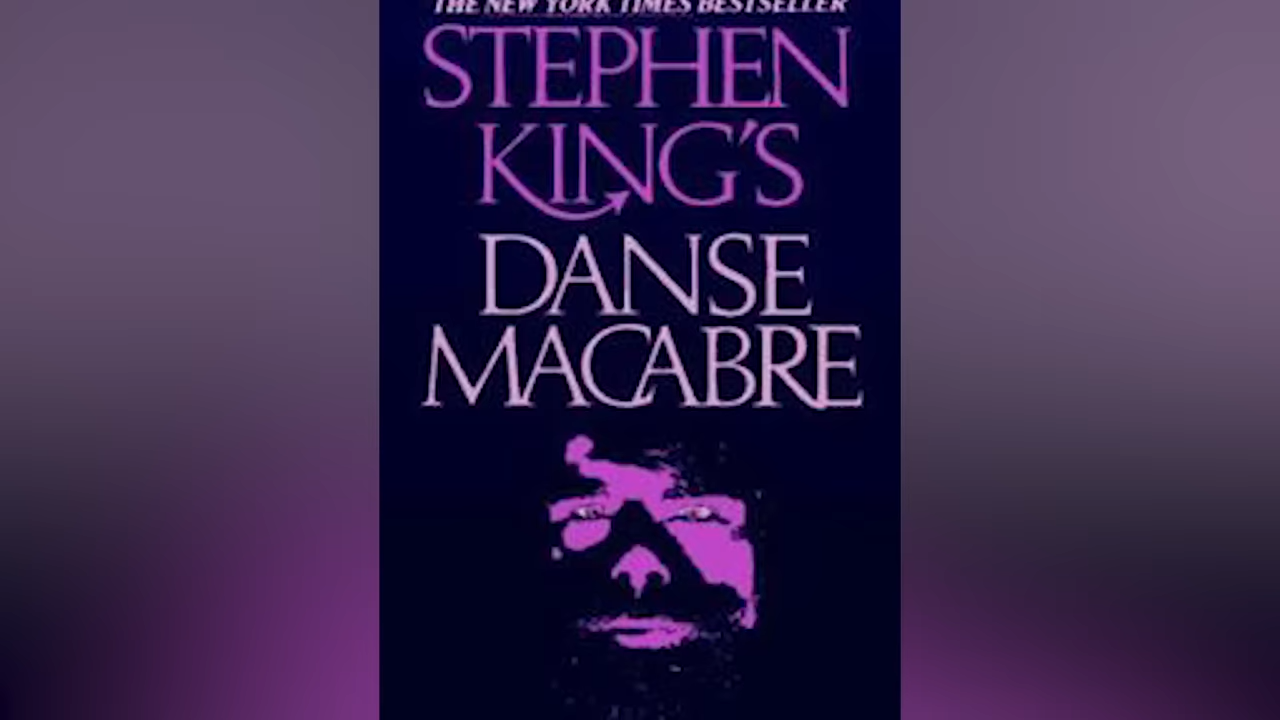 THE NEW YORK TIMES BESTSELLER
STEPHEN
KING'S
DANSE
MACABRE